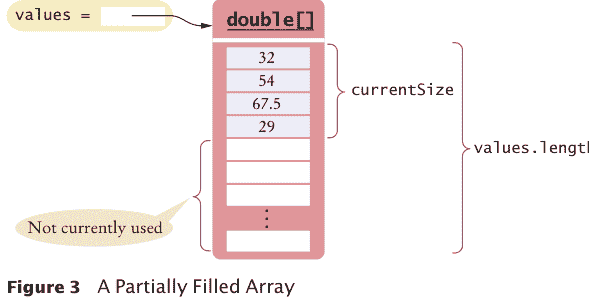 values =
double[]
32
54
67.5
29
currentSize
values.length
Not currently used
⋮
Figure 3 A Partially Filled Array